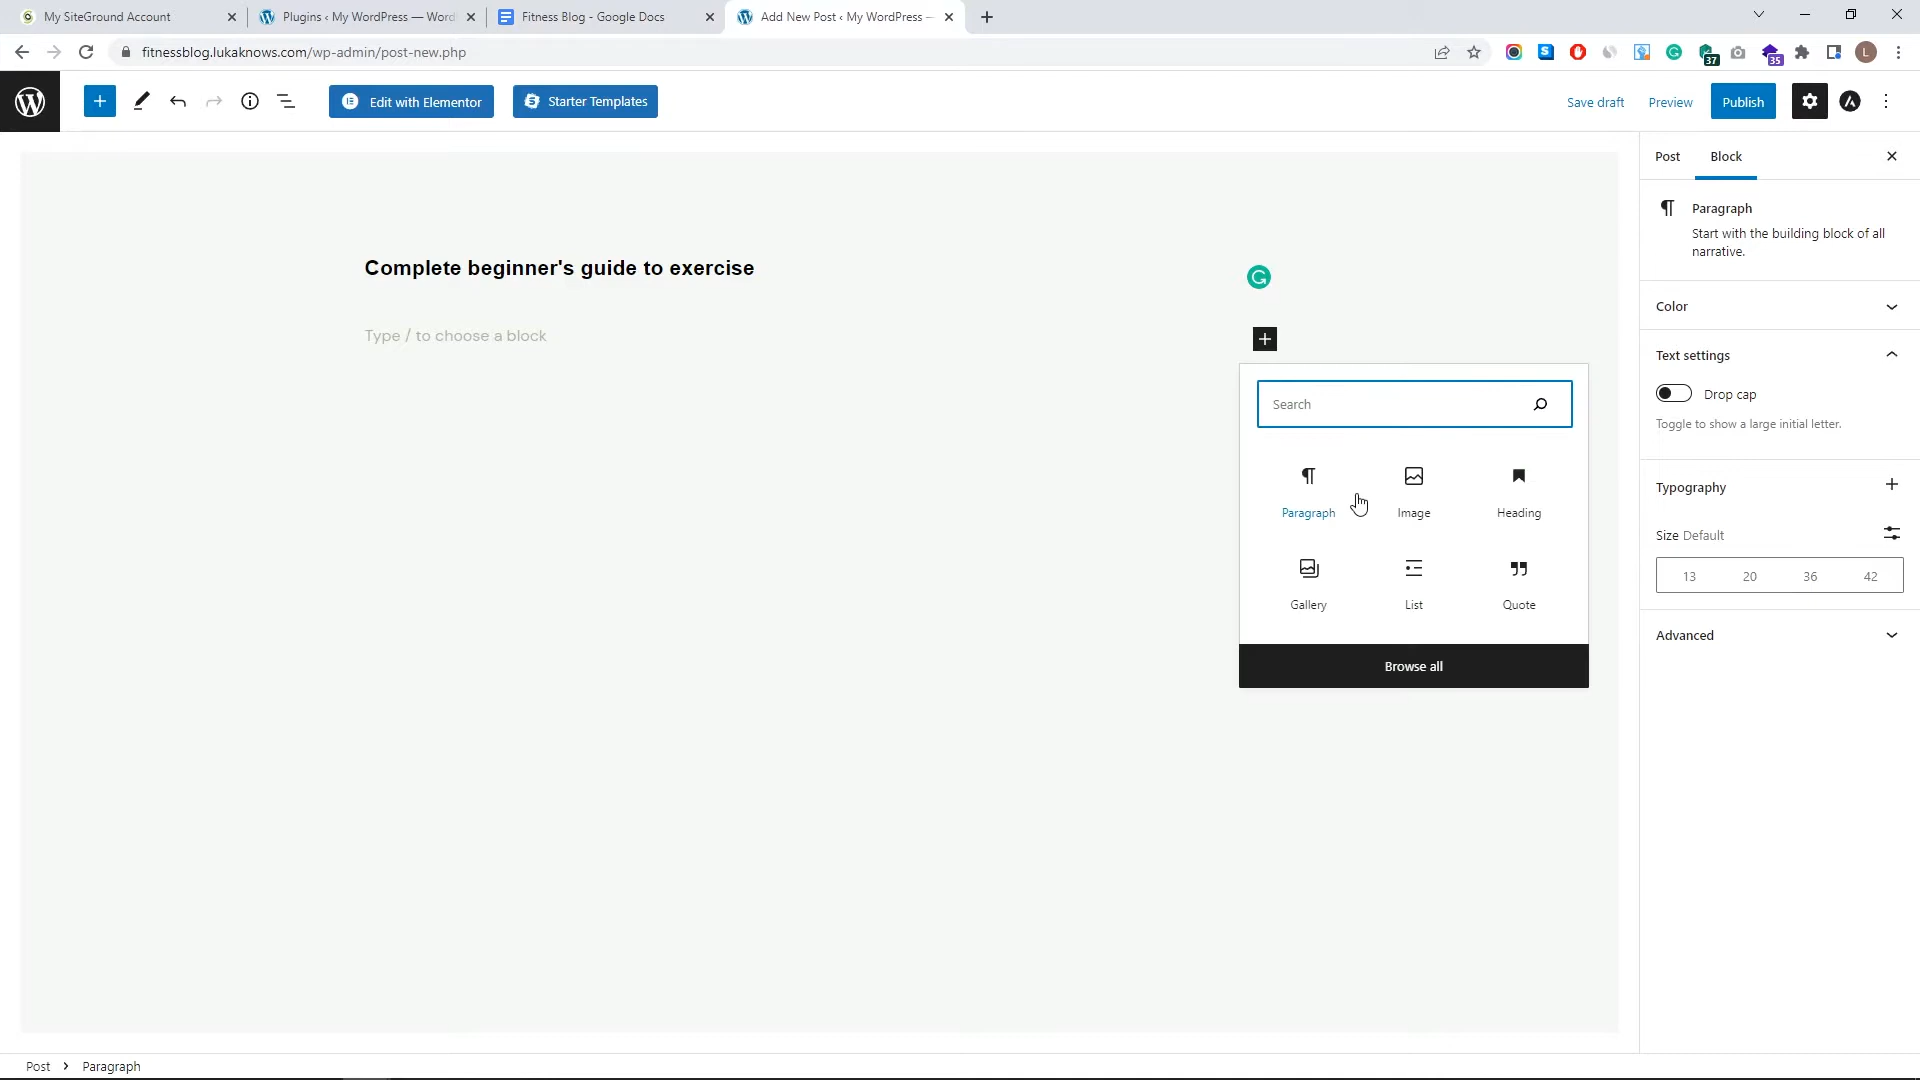 My SiteGround Account
Plugins ‹ My WordPress — Word
Fitness Blog - Google Docs
Add New Post ‹ My WordPress —
fitnessblog.lukaknows.com/wp-admin/post-new.php
37
35
L
Edit with Elementor
Starter Templates
Save draft
Preview
Publish
Post
Block
Paragraph
Start with the building block of all
narrative.
Complete beginner's guide to exercise
Type / to choose a block
Color
Text settings
Drop cap
Toggle to show a large initial letter.
Search
Paragraph
Image
Heading
Gallery
List
Quote
Browse all
Typography
Size Default
13 20 36 42
Advanced
Post › Paragraph